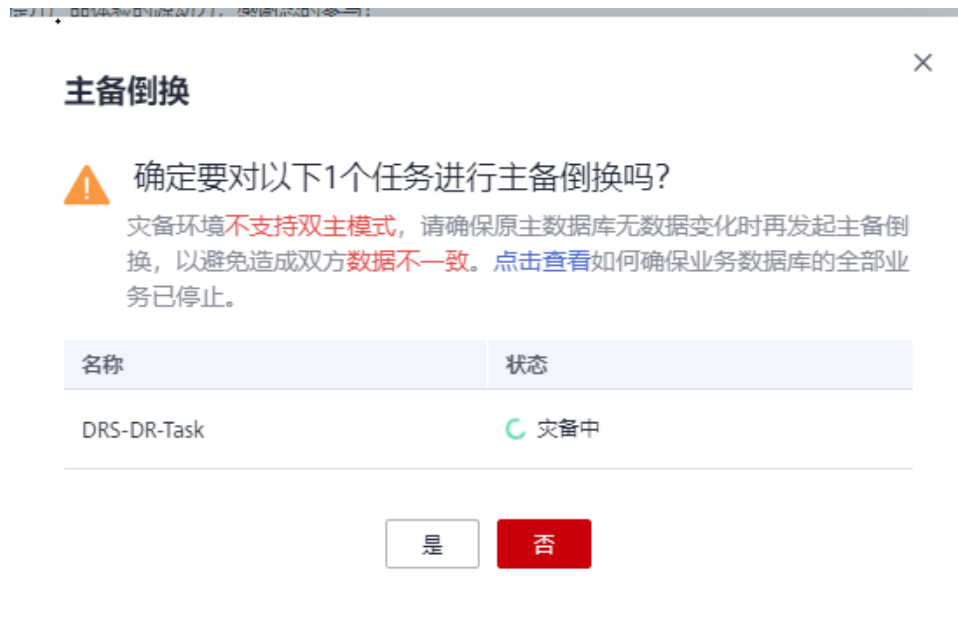 主备倒换
确定要对以下1个任务进行主备倒换吗?
灾备环境不支持双主模式，请确保原主数据库无数据变化时再发起主备倒
换，以避免造成双方数据不一致。点击查看如何确保业务数据库的全部业
务已停止。
名称 状态
DRS-DR-Task 灾备中
是 否